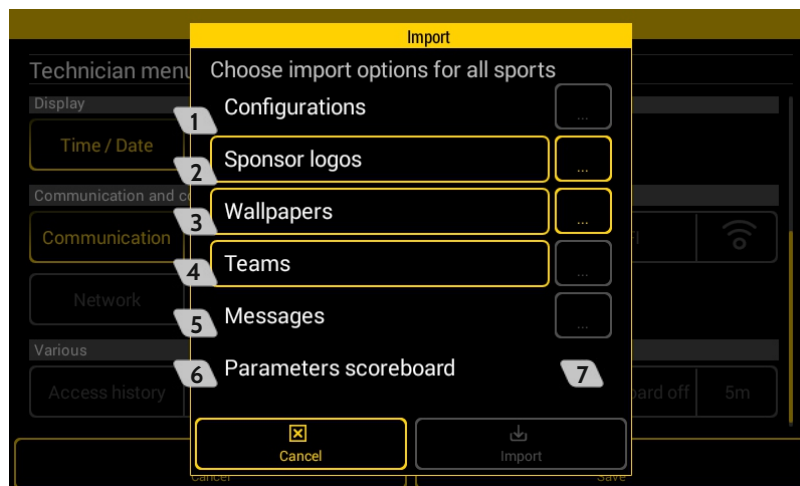 Import
Technician menu
Choose import options for all sports
Display
1 Configurations ...
Time / Date
2 Sponsor logos ...
Communication and co
3 Wallpapers ...
Communication
4 Teams ...
Network
5 Messages ...
Various
6 Parameters scoreboard 7
Access history
oard off 5m
Cancel Import
Cancel Save